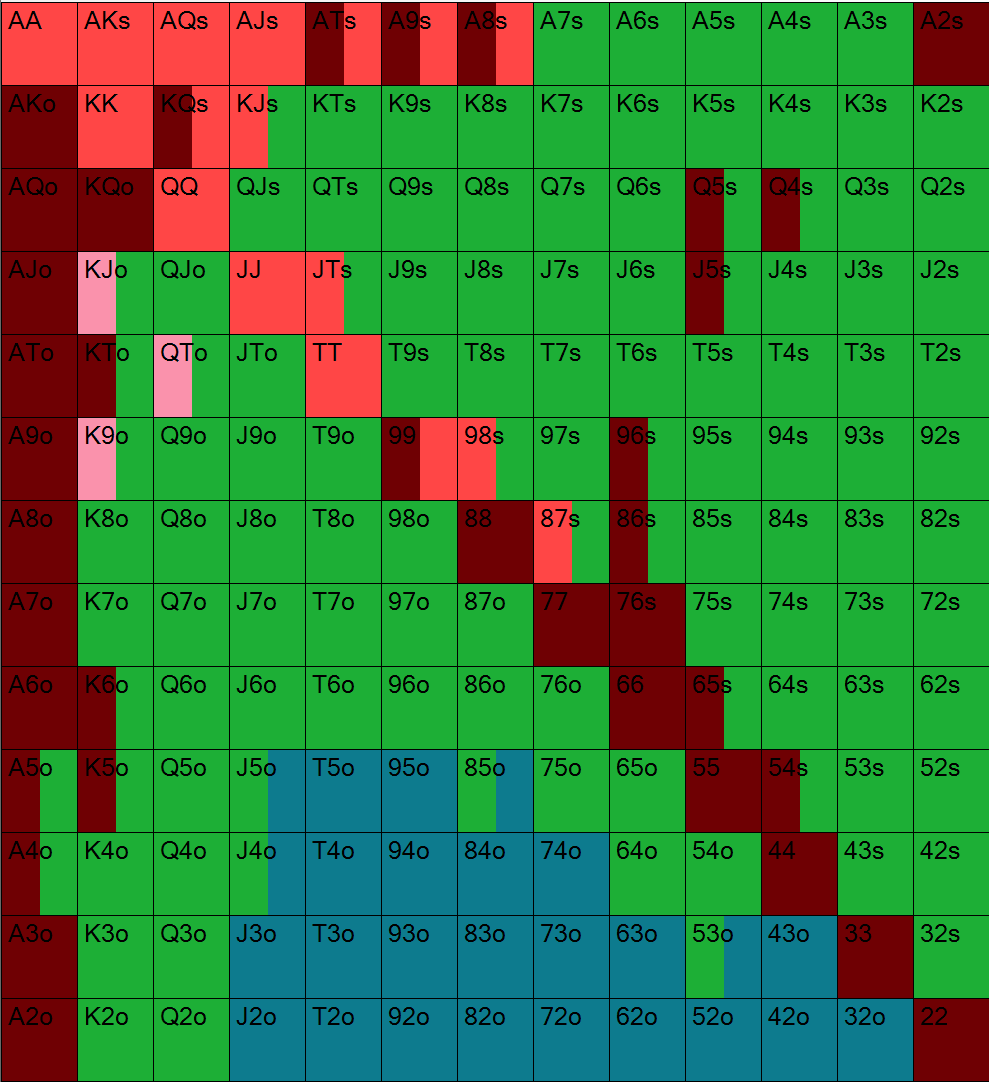 AA AKs AQs AJs ATs A9s A8s A7s A6s A5s A4s A3s A2s
AKo KK KQs KJs KTs K9s K8s K7s K6s K5s K4s K3s K2s
AQo KQo QQ QJs QTs Q9s Q8s Q7s Q6s Q5s Q4s Q3s Q2s
AJo KJo QJo JJ JTs J9s J8s J7s J6s J5s J4s J3s J2s
ATo KTo QTo JTo TT T9s T8s T7s T6s T5s T4s T3s T2s
A9o K9o Q9o J9o T9o 99 98s 97s 96s 95s 94s 93s 92s
A8o K8o Q8o J8o T8o 98o 88 87s 86s 85s 84s 83s 82s
A7o K7o Q7o J7o T7o 97o 87o 77 76s 75s 74s 73s 72s
A6o K6o Q6o J6o T6o 96o 86o 76o 66 65s 64s 63s 62s
A5o K5o Q5o J5o T5o 95o 85o 75o 65o 55 54s 53s 52s
A4o K4o Q4o J4o T4o 94o 84o 74o 64o 54o 44 43s 42s
A3o K3o Q3o J3o T3o 93o 83o 73o 63o 53o 43o 33 32s
A2o K2o Q2o J2o T2o 92o 82o 72o 62o 52o 42o 32o 22